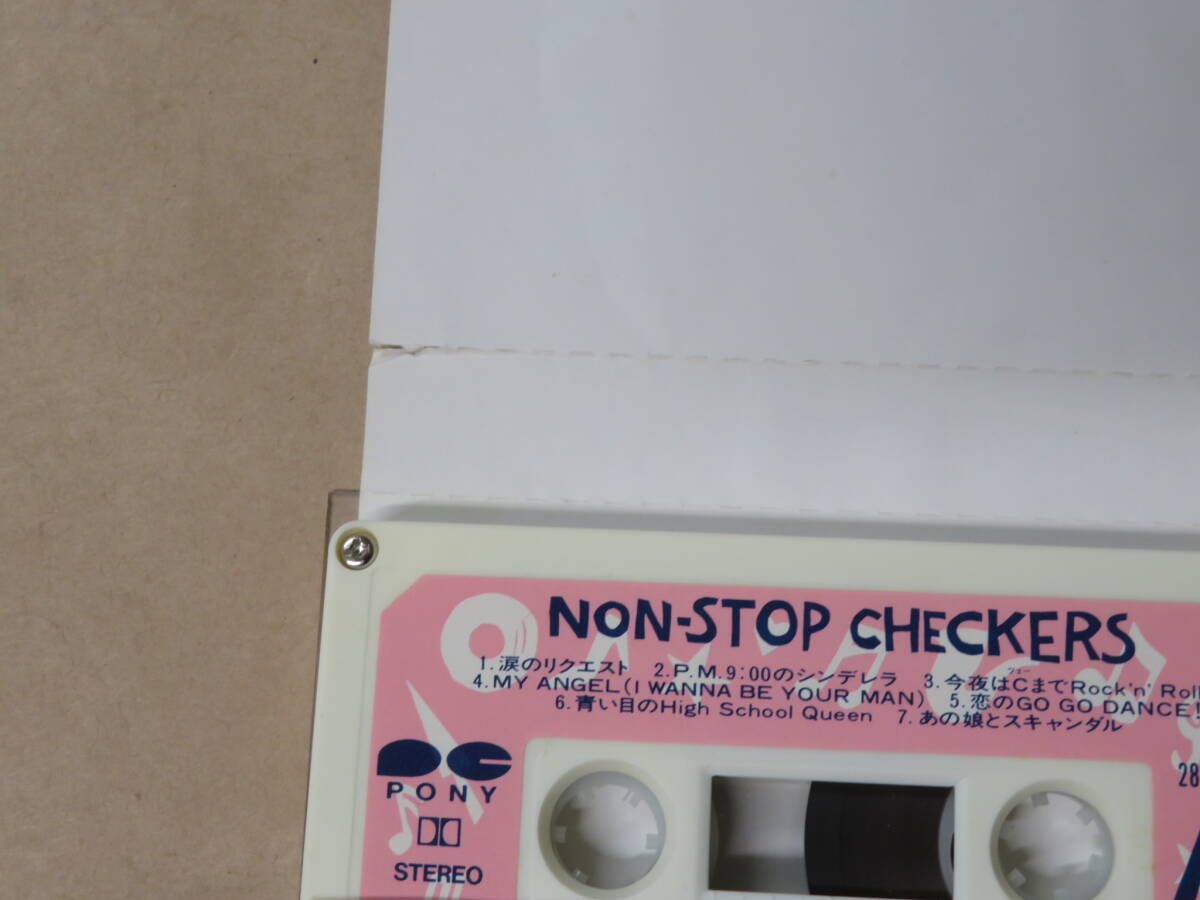 NON-STOP CHECKERS
1.涙のリクエスト 2.P.M.9:00のシンデレラ 3.今夜はCまでRock'n' Roll
4.MY ANGEL(I WANNA BE YOUR MAN) 5.恋のGO GO DANCE!
6.青い目のHigh School Queen 7.あの娘とスキャンダル
PONY
STEREO
28